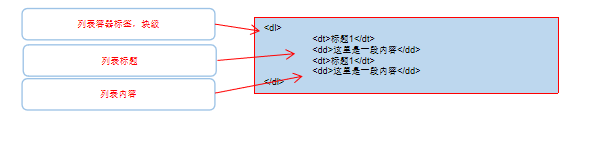 列表容器标签，块级
列表标题
列表内容
<dl>
<dt>标题1</dt>
<dd>这里是一段内容</dd>
<dt>标题1</dt>
<dd>这里是一段内容</dd>
</dl>